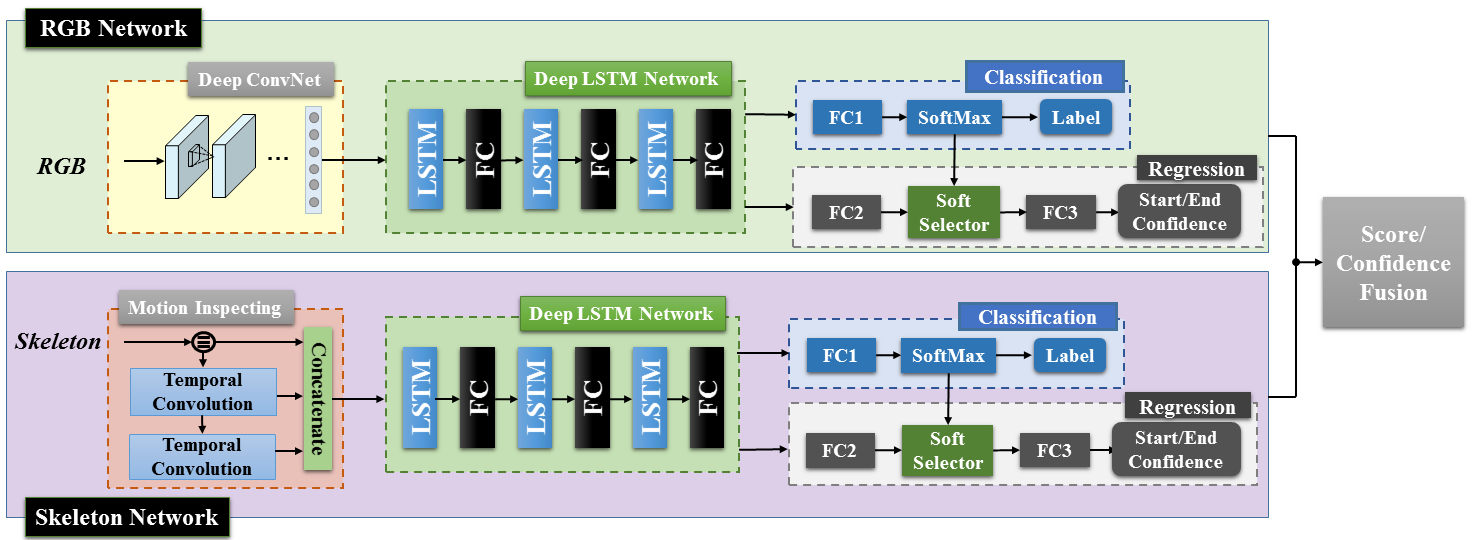 RGB Network
Deep ConvNet
Deep LSTM Network
Classification
RGB
...
LSTM
FC
LSTM
FC
LSTM
FC
FC1
SoftMax
Label
Regression
FC2
Soft
Selector
FC3
Start/End
Confidence
Score/
Confidence
Fusion
Motion Inspecting
Deep LSTM Network
Classification
Skeleton
Temporal
Convolution
Temporal
Convolution
Concatenate
LSTM
FC
LSTM
FC
LSTM
FC
FC1
SoftMax
Label
Regression
FC2
Soft
Selector
FC3
Start/End
Confidence
Skeleton Network